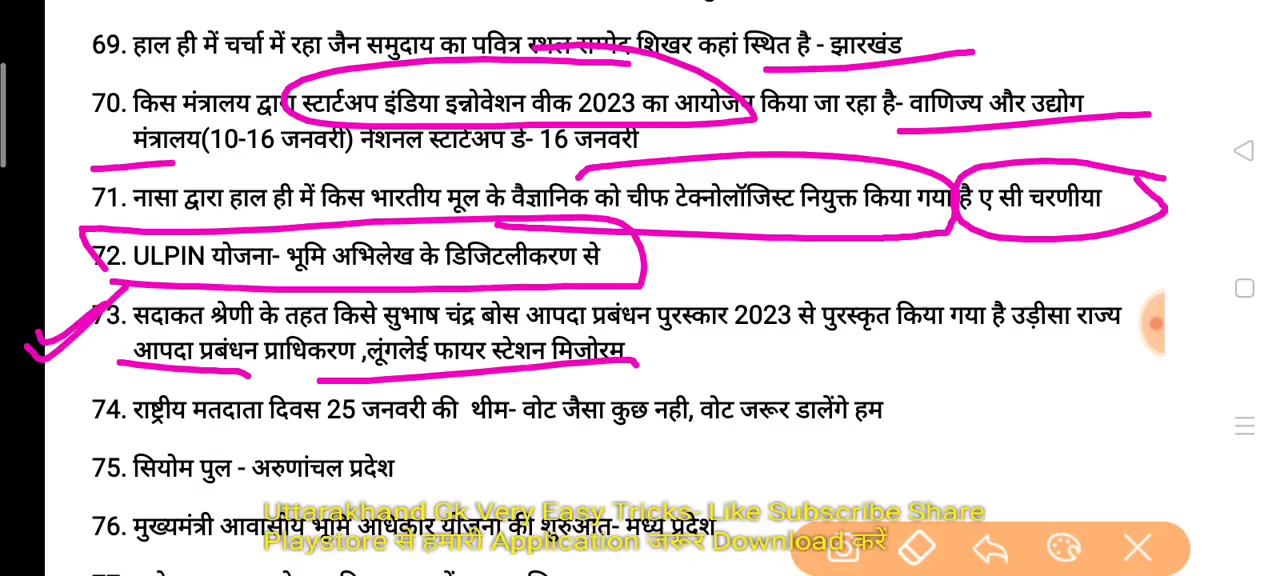 69. हाल ही में चर्चा में रहा जैन समुदाय का पवित्र स्थल सम्मेद शिखर कहां स्थित है - झारखंड
70. किस मंत्रालय द्वारा स्टार्टअप इंडिया इन्नोवेशन वीक 2023 का आयोजन किया जा रहा है- वाणिज्य और उद्योग
मंत्रालय(10-16 जनवरी) नेशनल स्टार्टअप डे- 16 जनवरी
71. नासा द्वारा हाल ही में किस भारतीय मूल के वैज्ञानिक को चीफ टेक्नोलॉजिस्ट नियुक्त किया गया है ए सी चरणीया
72. ULPIN योजना- भूमि अभिलेख के डिजिटलीकरण से
73. सदाकत श्रेणी के तहत किसे सुभाष चंद्र बोस आपदा प्रबंधन पुरस्कार 2023 से पुरस्कृत किया गया है उड़ीसा राज्य
आपदा प्रबंधन प्राधिकरण ,लूंगलेई फायर स्टेशन मिजोरम
74. राष्ट्रीय मतदाता दिवस 25 जनवरी की थीम- वोट जैसा कुछ नही, वोट जरूर डालेंगे हम
75. सियोम पुल - अरुणांचल प्रदेश
76. मुख्यमंत्री आवासीय भूमि अधिकार योजना की शुरुआत- मध्य प्रदेश
Uttarakhand Gk Very Easy Tricks- Like Subscribe Share
Playstore से हमारी Application जरूर Download करें